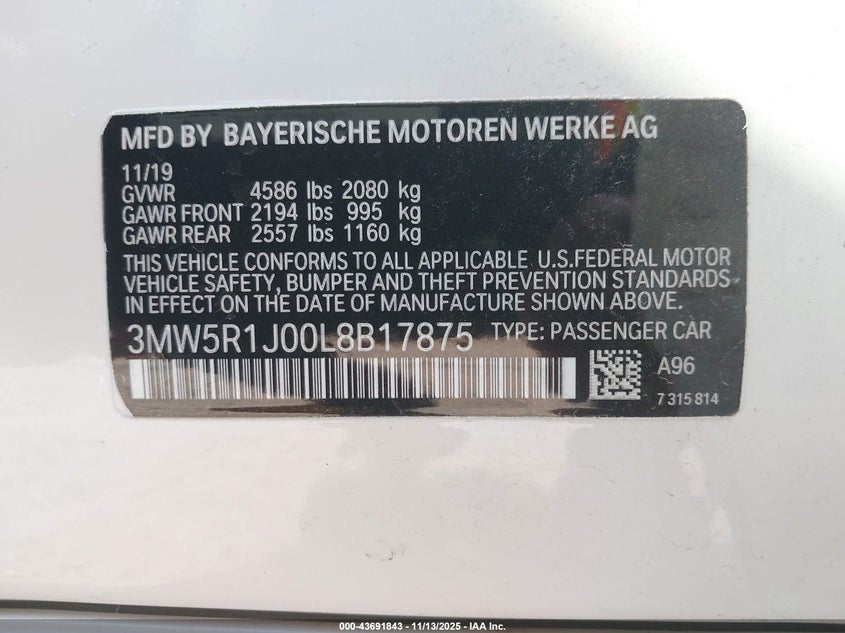 MFD BY BAYERISCHE MOTOREN WERKE AG
11/19
GVWR 4586 lbs 2080 kg
GAWR FRONT 2194 lbs 995 kg
GAWR REAR 2557 lbs 1160 kg
THIS VEHICLE CONFORMS TO ALL APPLICABLE U.S.FEDERAL MOTOR
VEHICLE SAFETY, BUMPER AND THEFT PREVENTION STANDARDS
IN EFFECT ON THE DATE OF MANUFACTURE SHOWN ABOVE.
3MW5R1J00L8B17875 TYPE: PASSENGER CAR
A96
7 315 814
000-43691843 - 11/13/2025 - IAA Inc.